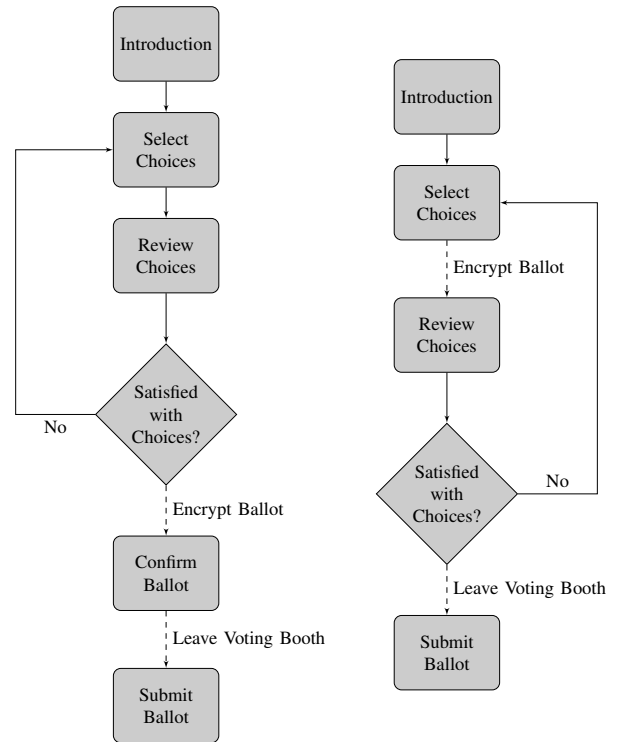 Introduction
Select
Choices
Review
Choices
Satisfied
with
Choices?
No
Encrypt Ballot
Confirm
Ballot
Leave Voting Booth
Submit
Ballot
Introduction
Select
Choices
Encrypt Ballot
Review
Choices
Satisfied
with
Choices?
No
Leave Voting Booth
Submit
Ballot